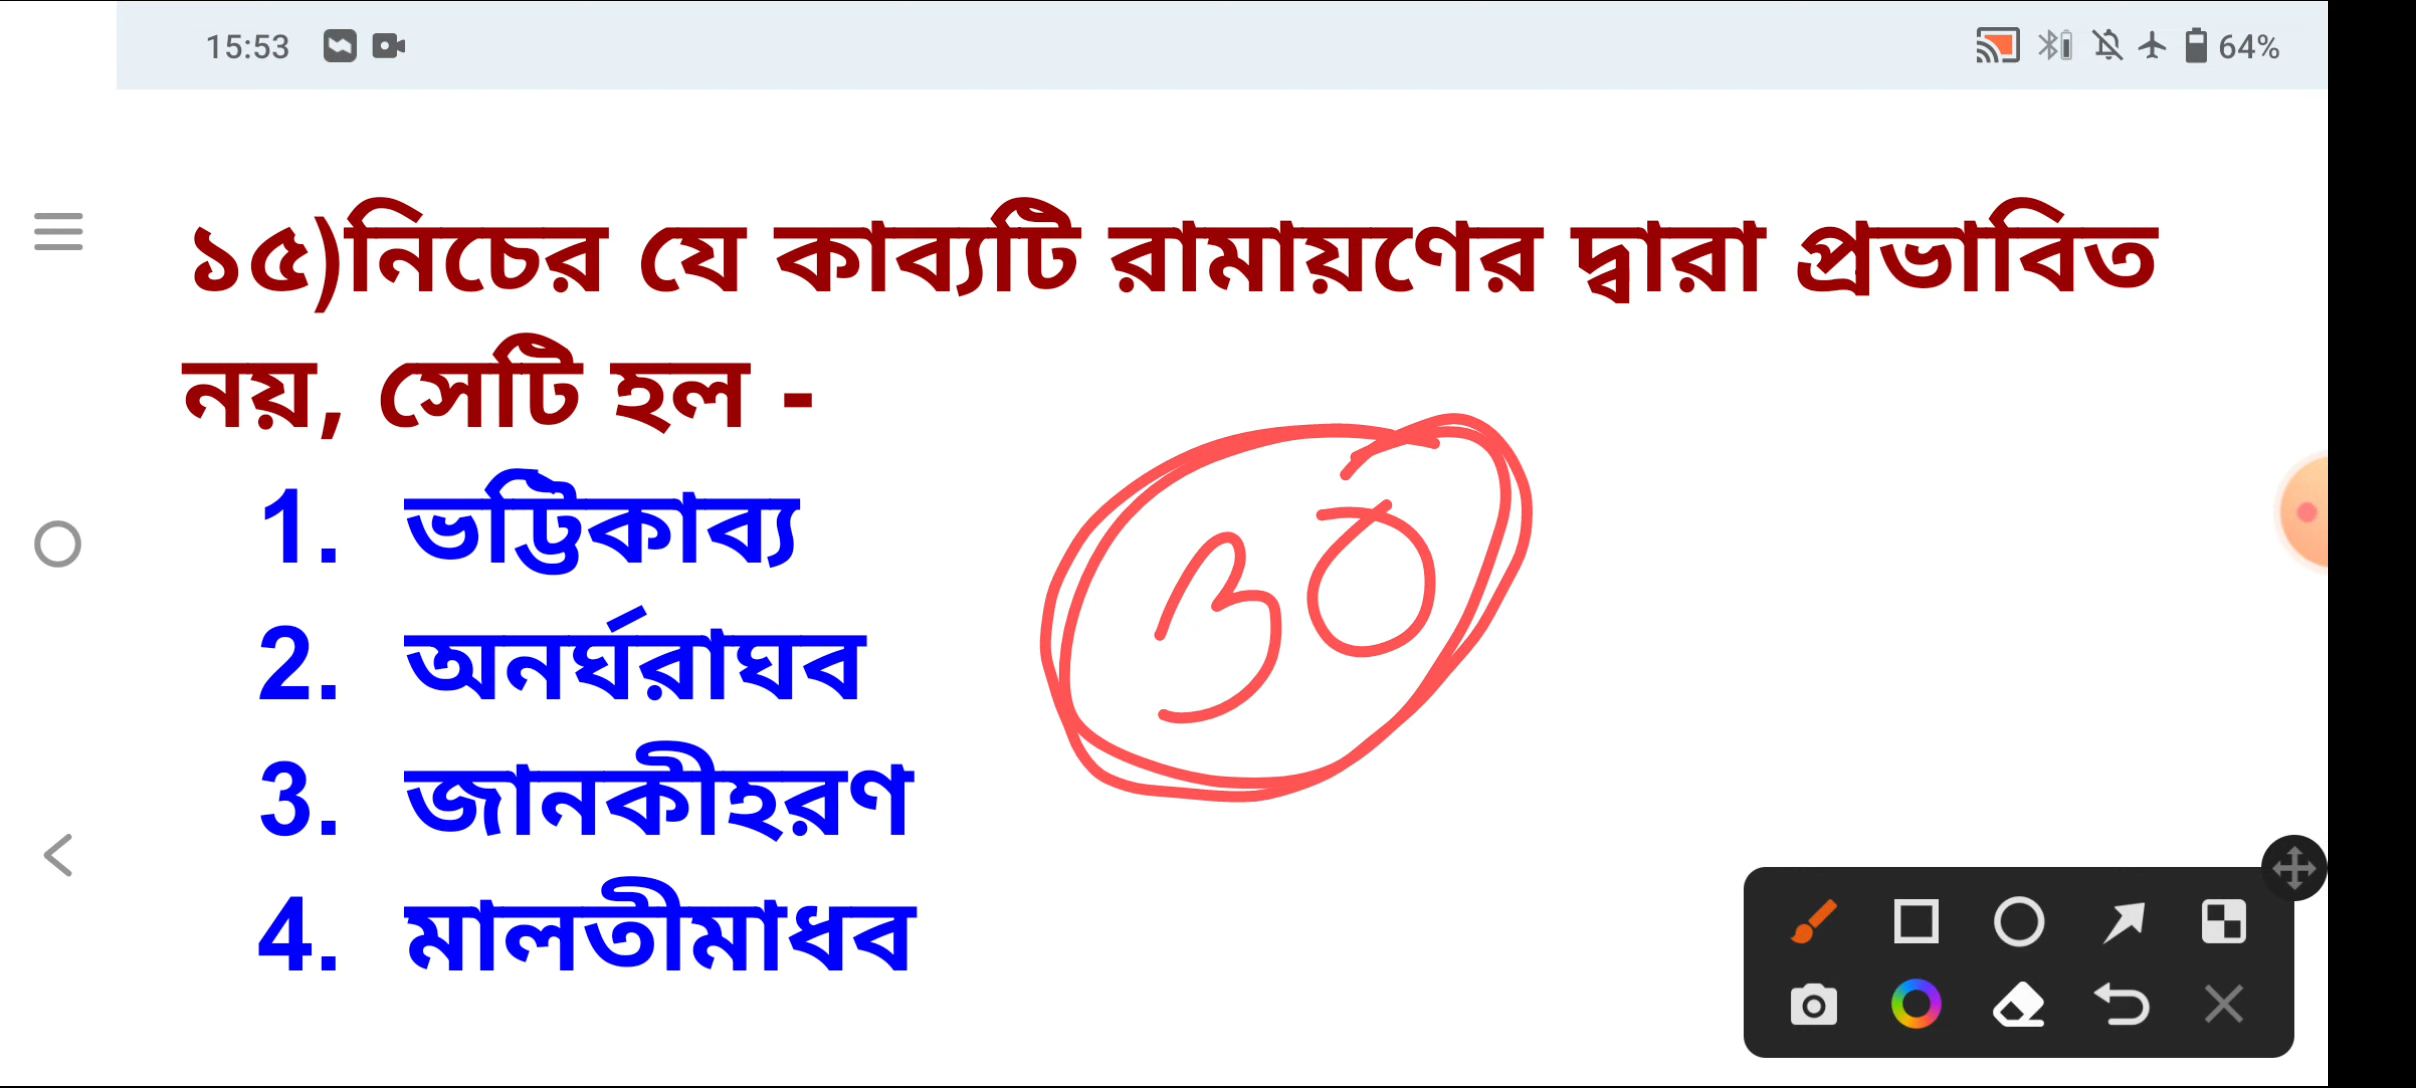 15:53
64%
১৫)নিচের যে কাব্যটি রামায়ণের দ্বারা প্রভাবিত
নয়, সেটি হল -
1. ভট্টিকাব্য
2. অনর্ঘরাঘব
3. জানকীহরণ
4. মালতীমাধব
30